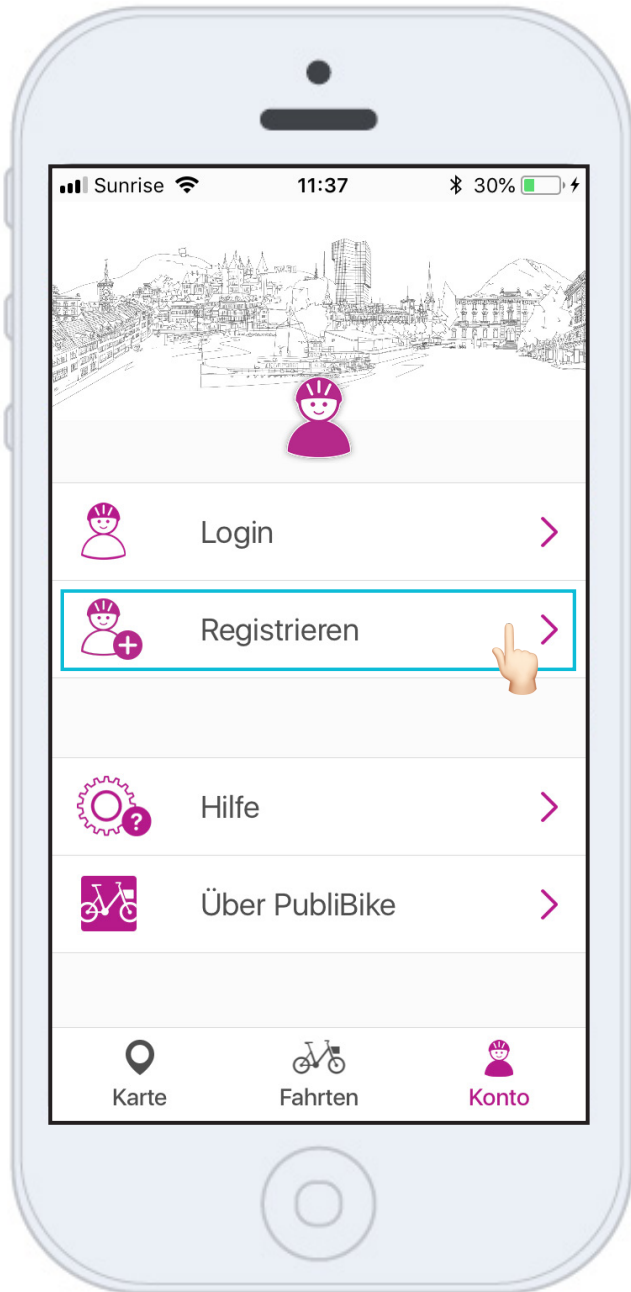 Sunrise 11:37 30%
Login
Registrieren
Hilfe
?
Über PubliBike
Karte Fahrten Konto